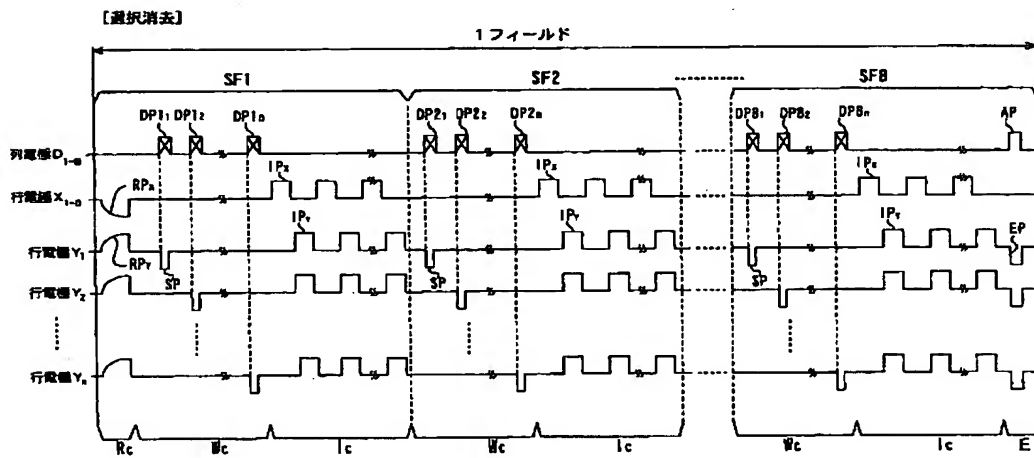 [選択消去]
1フィールド
SF1 SF2 SF8
DP1₁ DP1₂ DP1ₙ DP2₁ DP2₂ DP2ₙ DP8₁ DP8₂ DP8ₙ AP
列電極D₁₋ₘ
IPₓ IPₓ IPₓ
RPₓ
行電極X₁₋ₙ
IPᵧ IPᵧ IPᵧ EP
行電極Y₁
RPᵧ SP SP SP
行電極Y₂
行電極Yₙ
Rc Wc Ic Wc Ic Wc Ic E